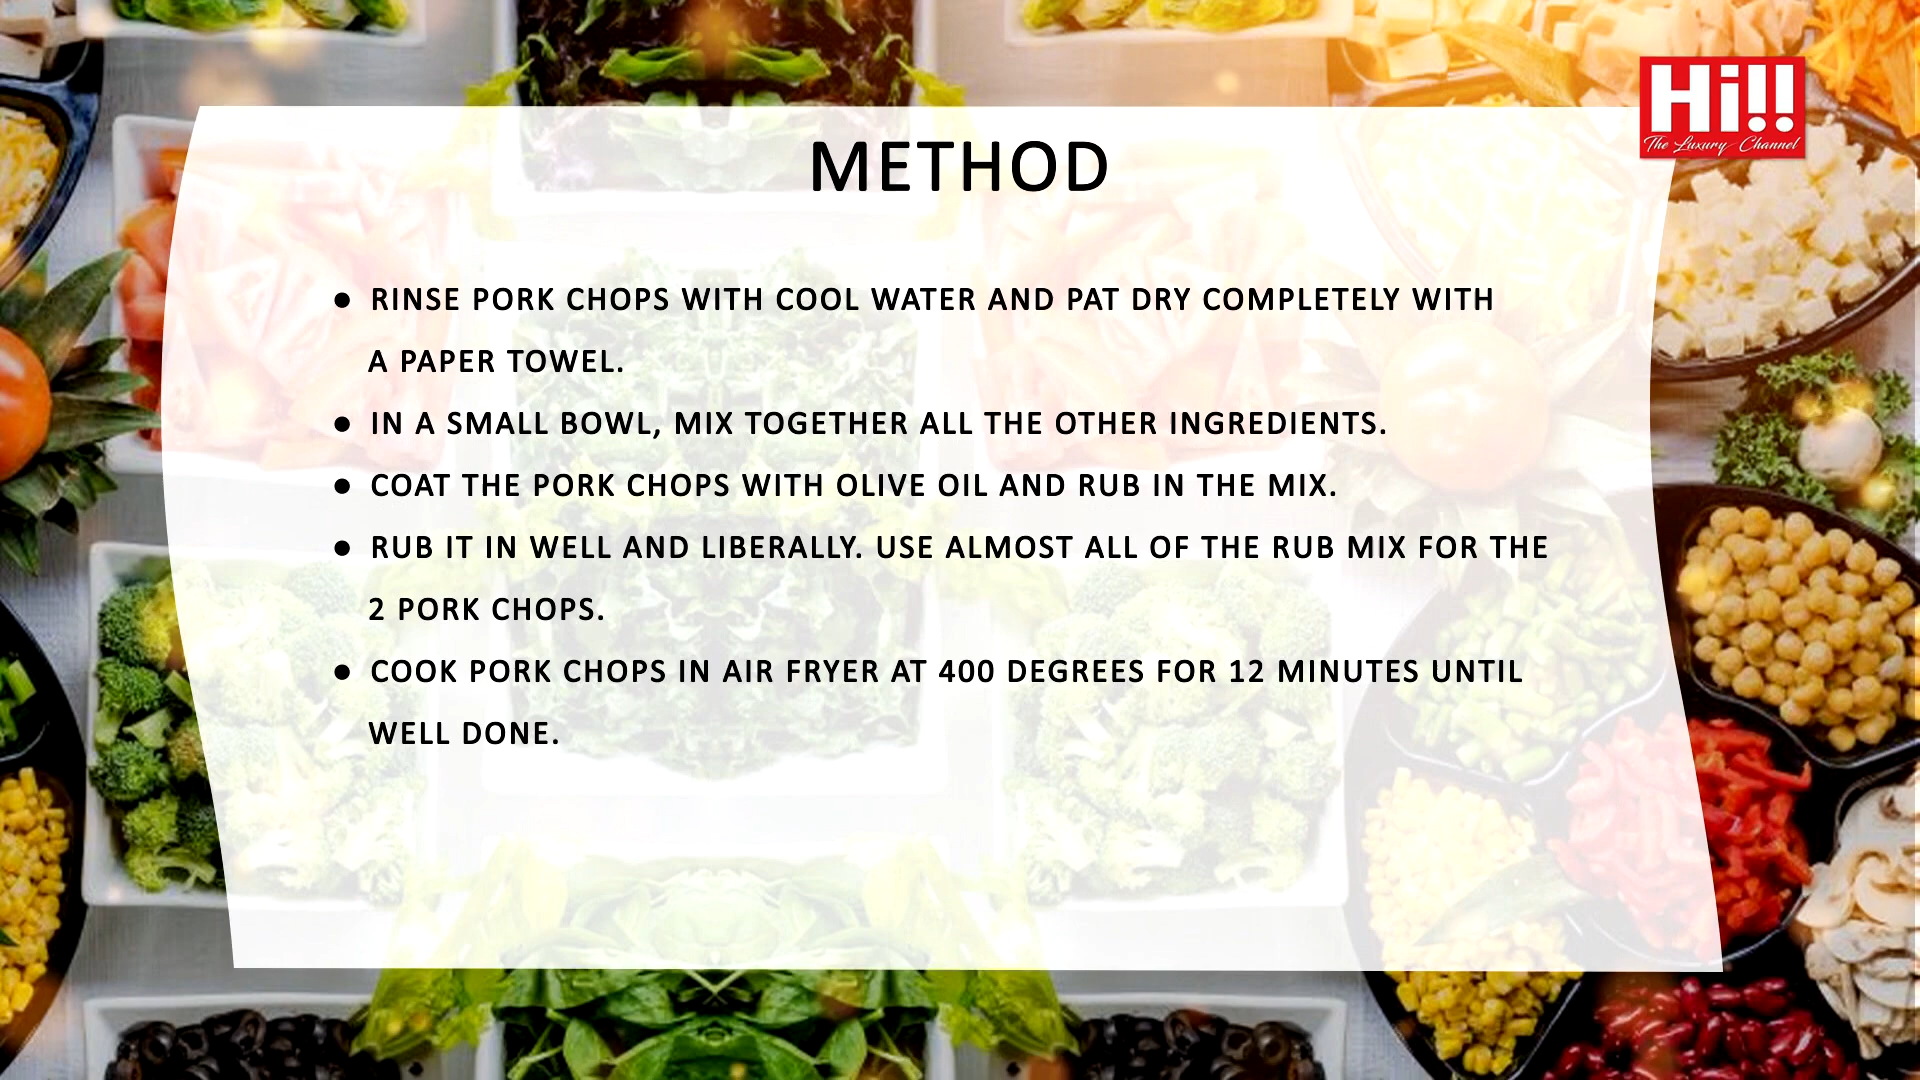 Hi!!
The Luxury Channel
METHOD
● RINSE PORK CHOPS WITH COOL WATER AND PAT DRY COMPLETELY WITH
A PAPER TOWEL.
● IN A SMALL BOWL, MIX TOGETHER ALL THE OTHER INGREDIENTS.
● COAT THE PORK CHOPS WITH OLIVE OIL AND RUB IN THE MIX.
● RUB IT IN WELL AND LIBERALLY. USE ALMOST ALL OF THE RUB MIX FOR THE
2 PORK CHOPS.
● COOK PORK CHOPS IN AIR FRYER AT 400 DEGREES FOR 12 MINUTES UNTIL
WELL DONE.